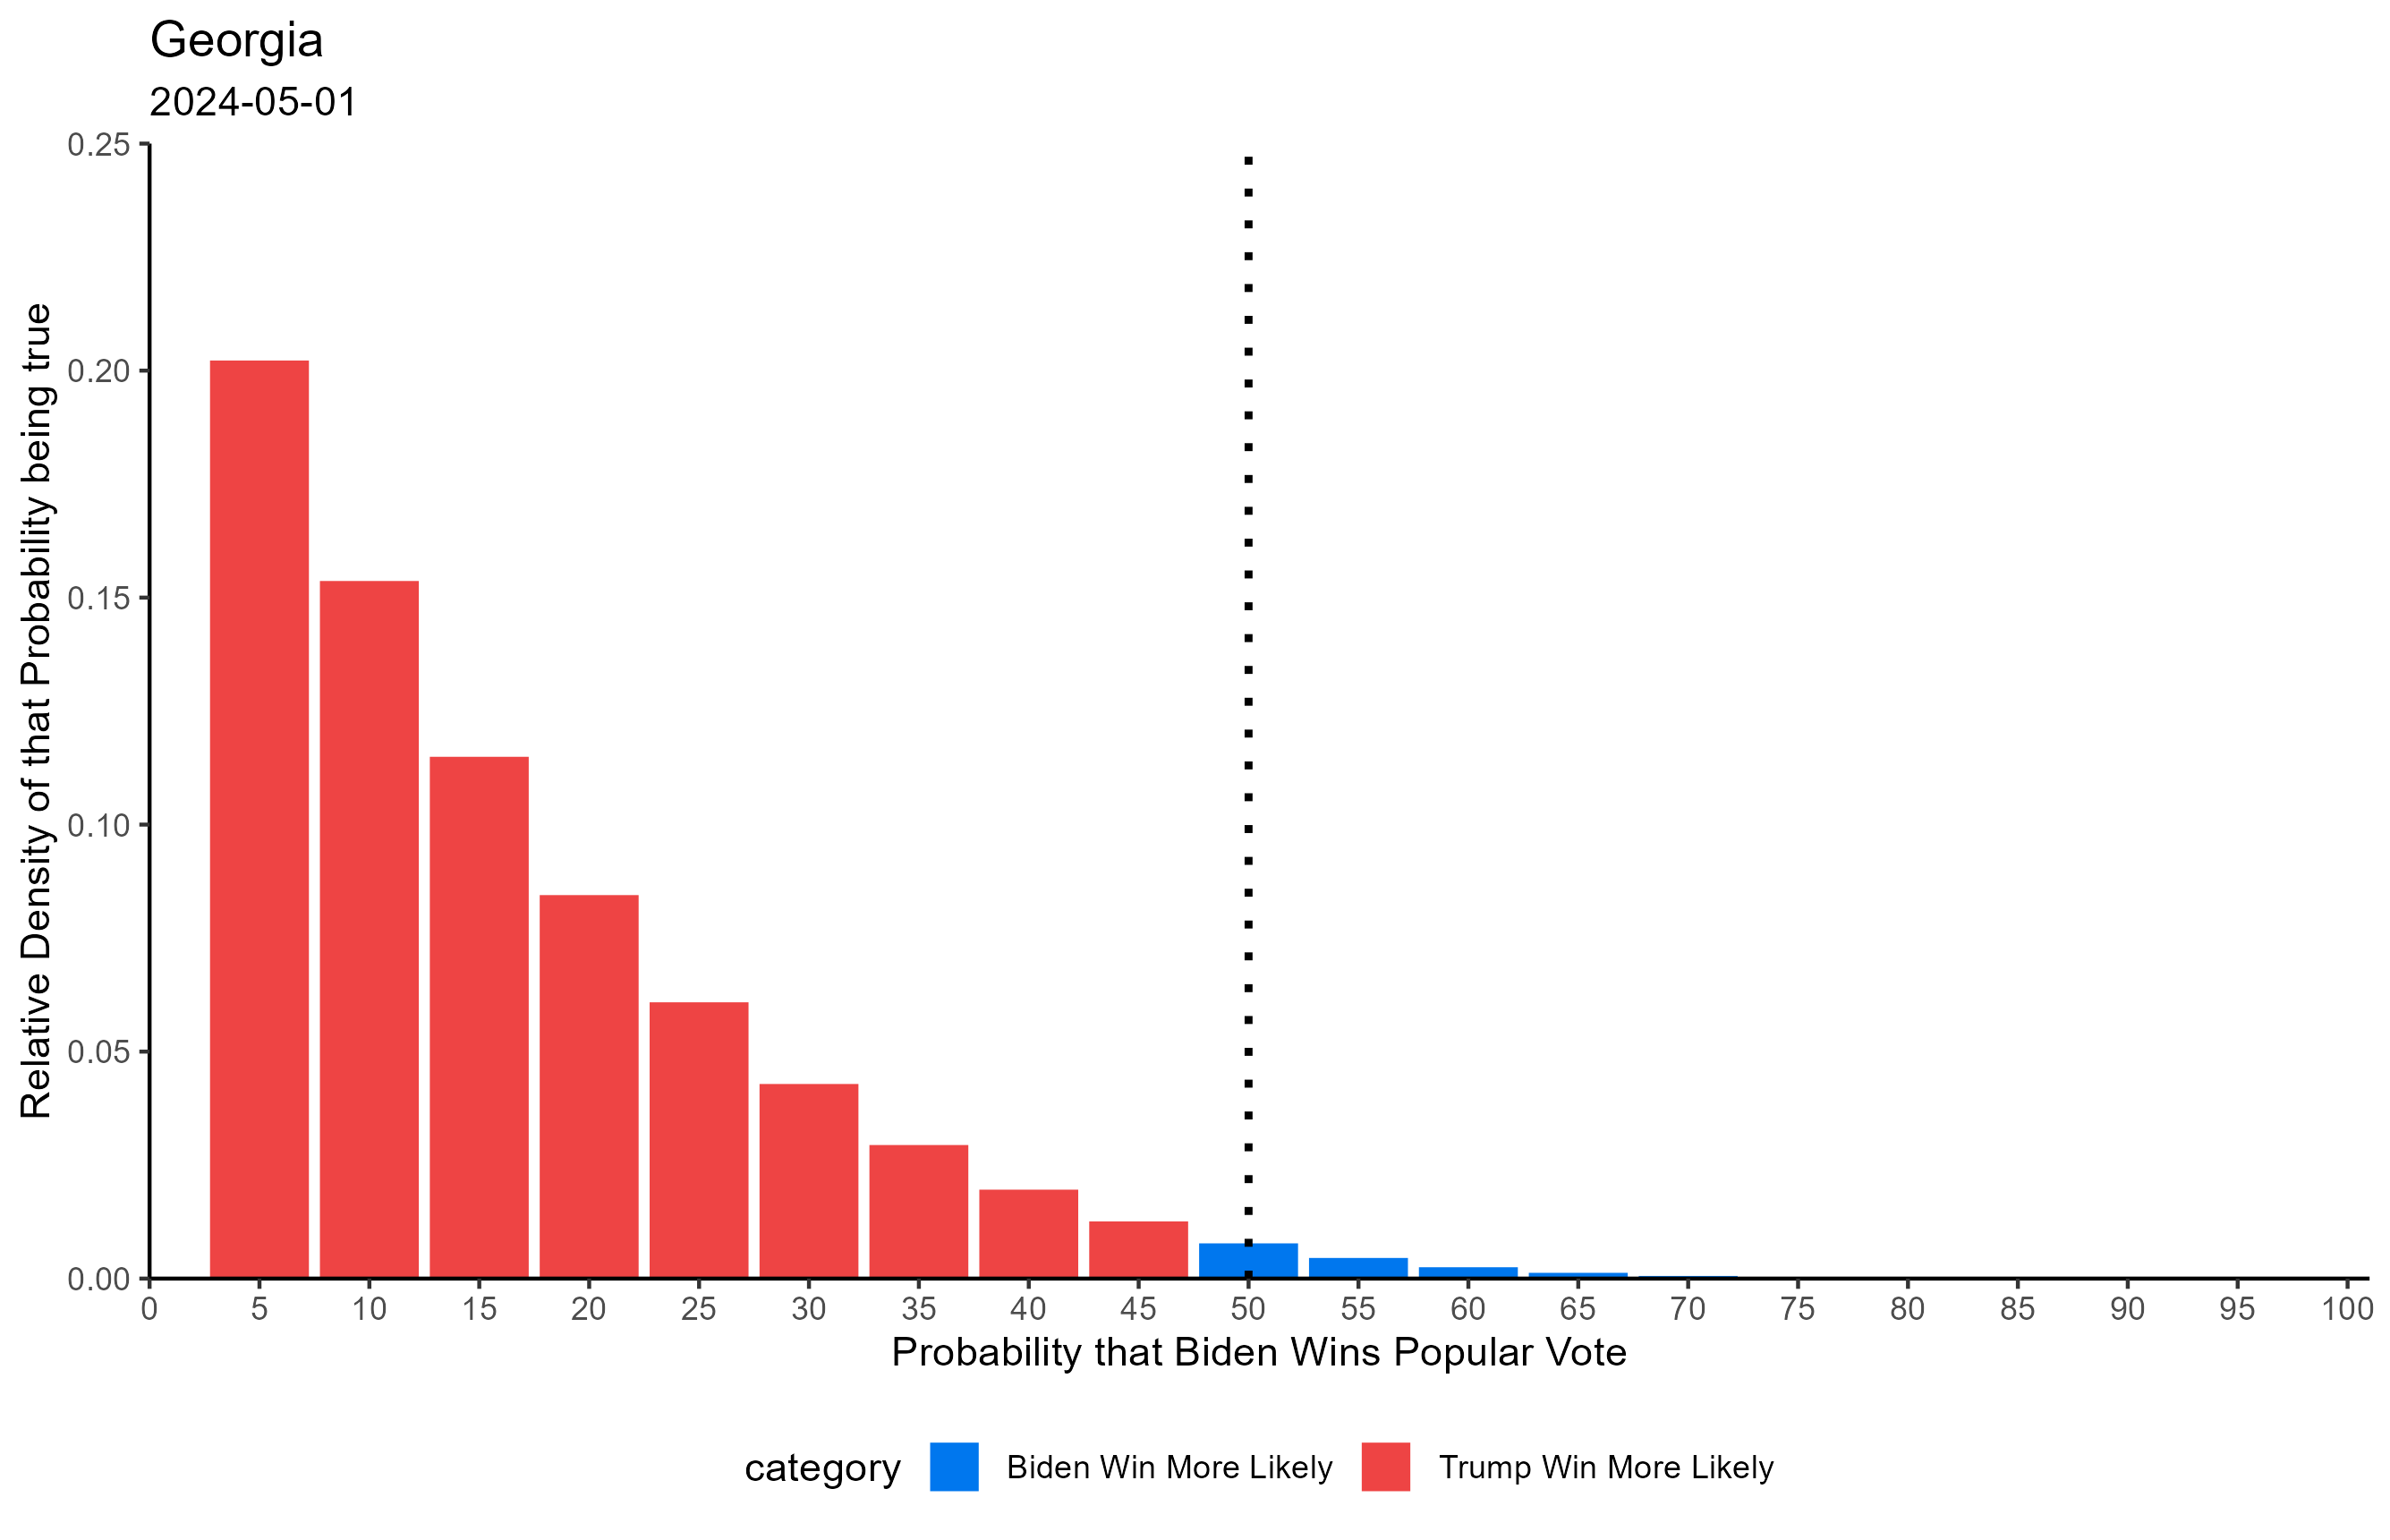 Georgia
2024-05-01
Relative Density of that Probability being true
0.25
0.20
0.15
0.10
0.05
0.00
0 5 10 15 20 25 30 35 40 45 50 55 60 65 70 75 80 85 90 95 100
Probability that Biden Wins Popular Vote
category Biden Win More Likely Trump Win More Likely